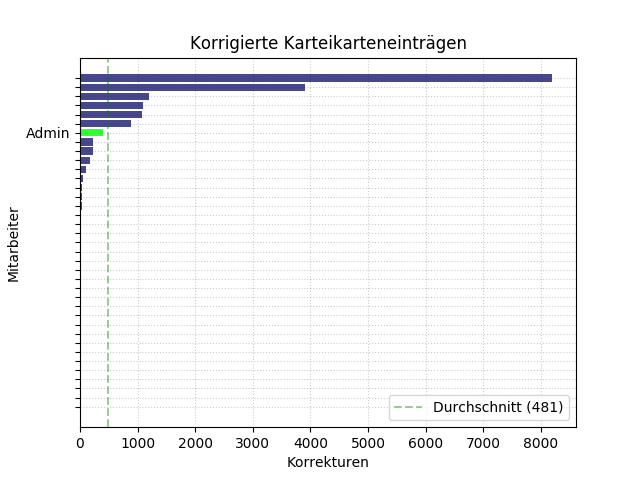 Korrigierte Karteikarteneinträgen
Admin
Mitarbeiter
Durchschnitt (481)
0 1000 2000 3000 4000 5000 6000 7000 8000
Korrekturen